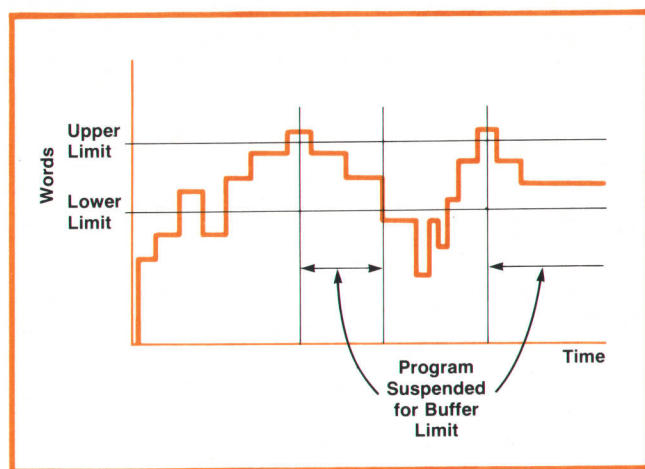 Words
Upper
Limit
Lower
Limit
Time
Program
Suspended
for Buffer
Limit